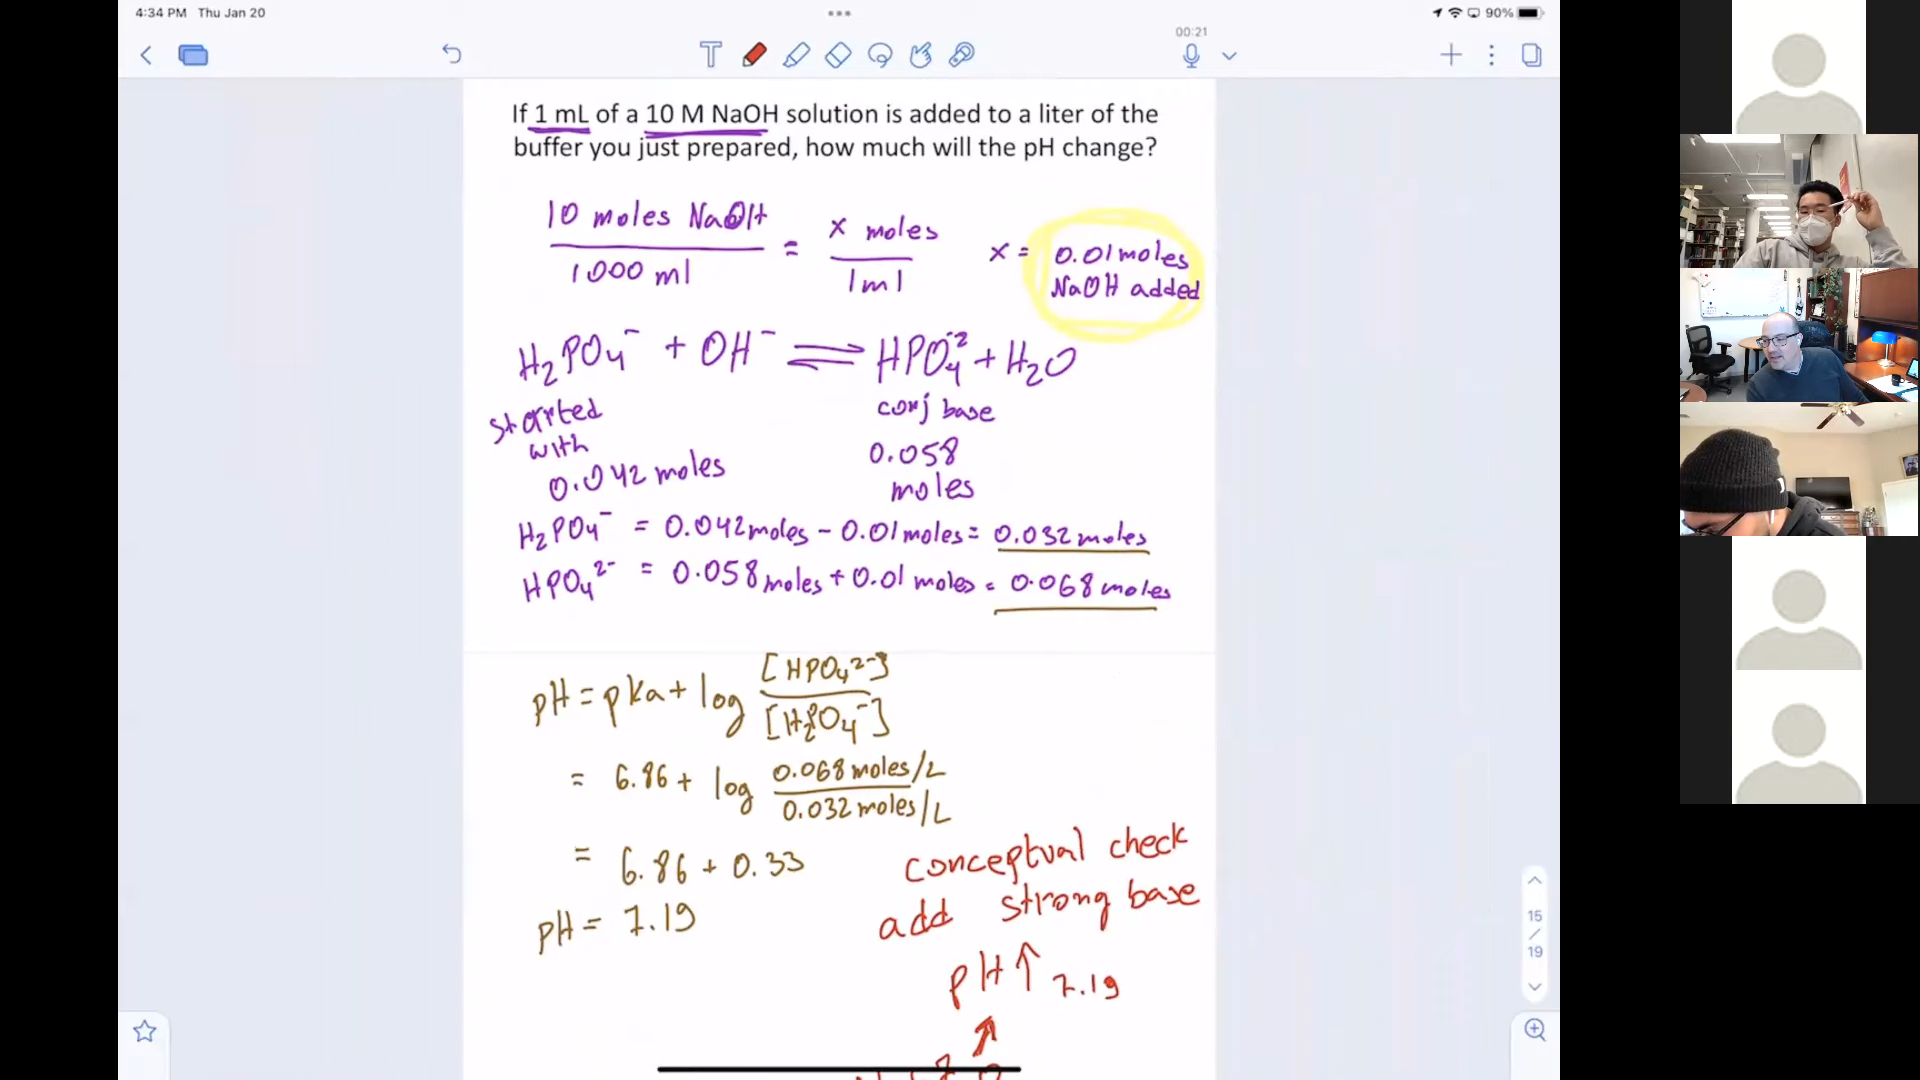 4:34 PM Thu Jan 20
90%
00:21
T
If 1 mL of a 10 M NaOH solution is added to a liter of the
buffer you just prepared, how much will the pH change?
10 moles NaOH
1000 ml
=
x moles
1ml
x = 0.01 moles
NaOH added
H₂PO₄⁻ + OH⁻ ⇌ HPO₄⁻² + H₂O
started
with
0.042 moles
conj base
0.058
moles
H₂PO₄⁻ = 0.042 moles - 0.01 moles = 0.032 moles
HPO₄²⁻ = 0.058 moles + 0.01 moles = 0.068 moles
pH = pka + log [HPO₄²⁻]
[H₂PO₄⁻]
= 6.86 + log 0.068 moles/L
0.032 moles/L
= 6.86 + 0.33
pH = 7.19
conceptual check
add strong base
pH ↑ 7.19
15
/
19